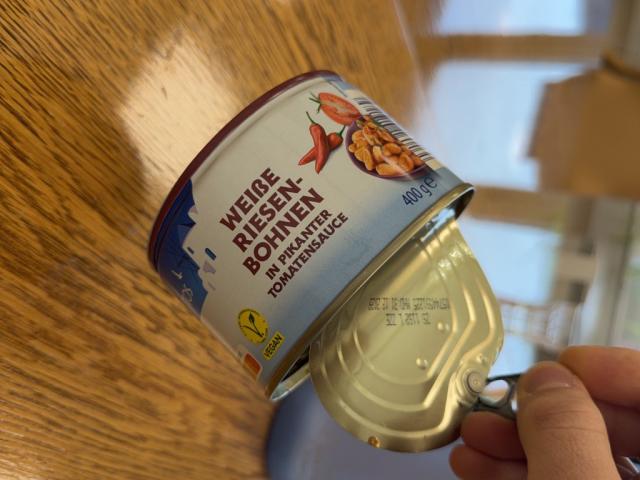 WEIßE
RIESEN-
BOHNEN
IN PIKANTER
TOMATENSAUCE
400 g e
VEGAN